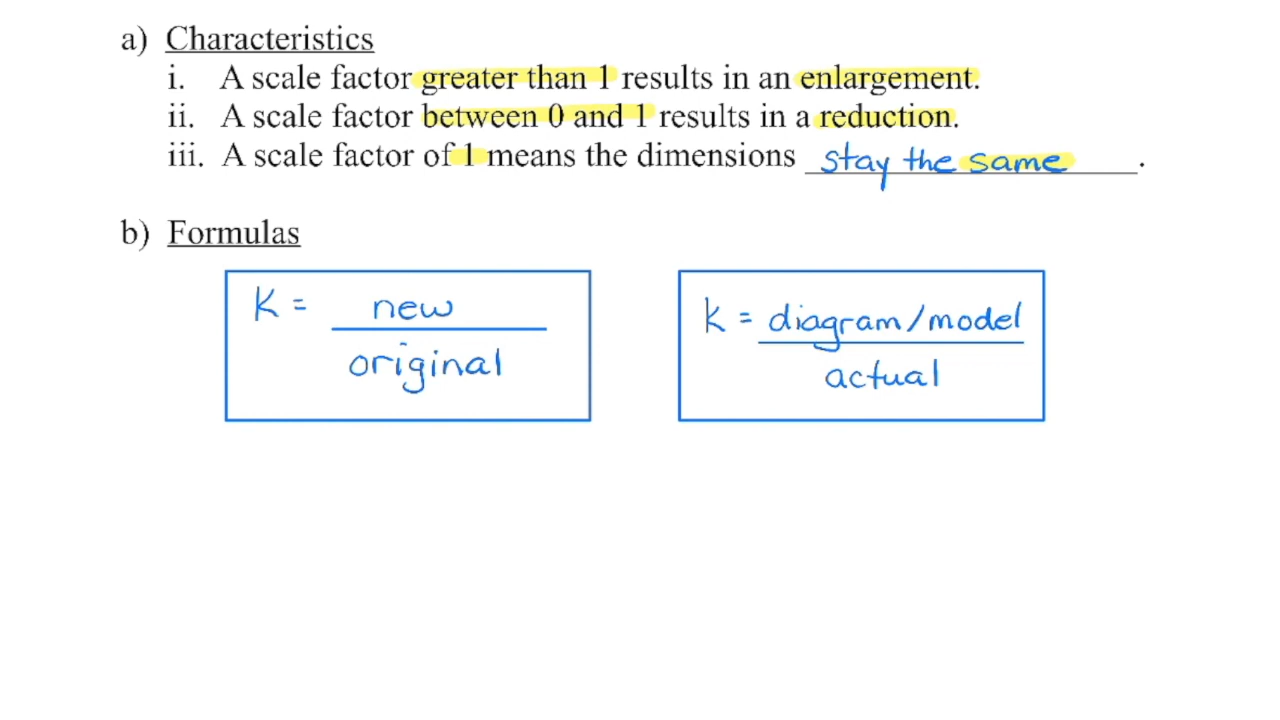 a) Characteristics
i. A scale factor greater than 1 results in an enlargement.
ii. A scale factor between 0 and 1 results in a reduction.
iii. A scale factor of 1 means the dimensions stay the same.
b) Formulas
K = new
original
k = diagram/model
actual